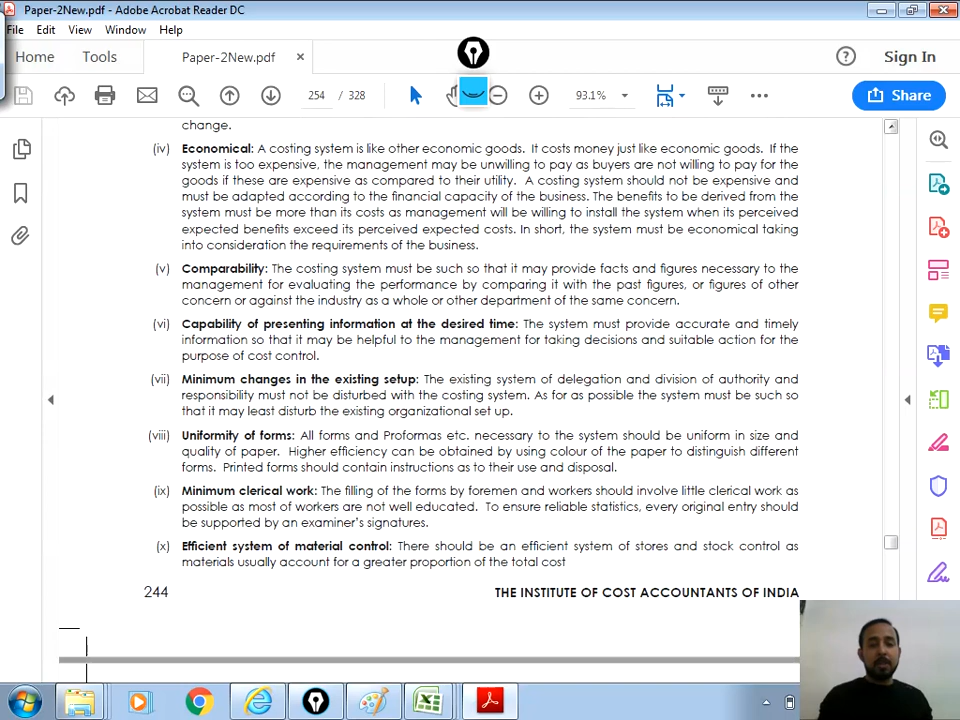 Paper-2New.pdf - Adobe Acrobat Reader DC
File Edit View Window Help
Home Tools Paper-2New.pdf × Sign In
254 / 328 93.1% Share
change.
(iv) Economical: A costing system is like other economic goods. It costs money just like economic goods. If the
system is too expensive, the management may be unwilling to pay as buyers are not willing to pay for the
goods if these are expensive as compared to their utility. A costing system should not be expensive and
must be adapted according to the financial capacity of the business. The benefits to be derived from the
system must be more than its costs as management will be willing to install the system when its perceived
expected benefits exceed its perceived expected costs. In short, the system must be economical taking
into consideration the requirements of the business.
(v) Comparability: The costing system must be such so that it may provide facts and figures necessary to the
management for evaluating the performance by comparing it with the past figures, or figures of other
concern or against the industry as a whole or other department of the same concern.
(vi) Capability of presenting information at the desired time: The system must provide accurate and timely
information so that it may be helpful to the management for taking decisions and suitable action for the
purpose of cost control.
(vii) Minimum changes in the existing setup: The existing system of delegation and division of authority and
responsibility must not be disturbed with the costing system. As for as possible the system must be such so
that it may least disturb the existing organizational set up.
(viii) Uniformity of forms: All forms and Proformas etc. necessary to the system should be uniform in size and
quality of paper. Higher efficiency can be obtained by using colour of the paper to distinguish different
forms. Printed forms should contain instructions as to their use and disposal.
(ix) Minimum clerical work: The filling of the forms by foremen and workers should involve little clerical work as
possible as most of workers are not well educated. To ensure reliable statistics, every original entry should
be supported by an examiner's signatures.
(x) Efficient system of material control: There should be an efficient system of stores and stock control as
materials usually account for a greater proportion of the total cost
244 THE INSTITUTE OF COST ACCOUNTANTS OF INDIA